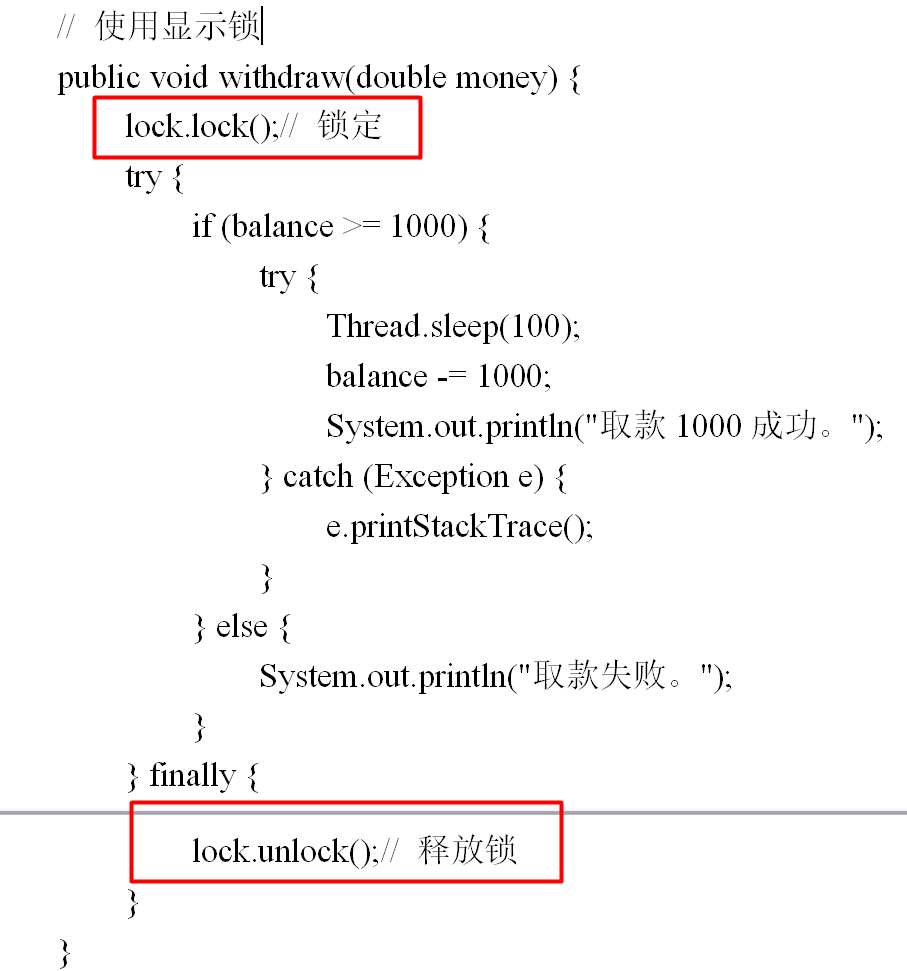 // 使用显示锁
public void withdraw(double money) {
lock.lock();// 锁定
try {
if (balance >= 1000) {
try {
Thread.sleep(100);
balance -= 1000;
System.out.println("取款 1000 成功。");
} catch (Exception e) {
e.printStackTrace();
}
} else {
System.out.println("取款失败。");
}
} finally {
lock.unlock();// 释放锁
}
}